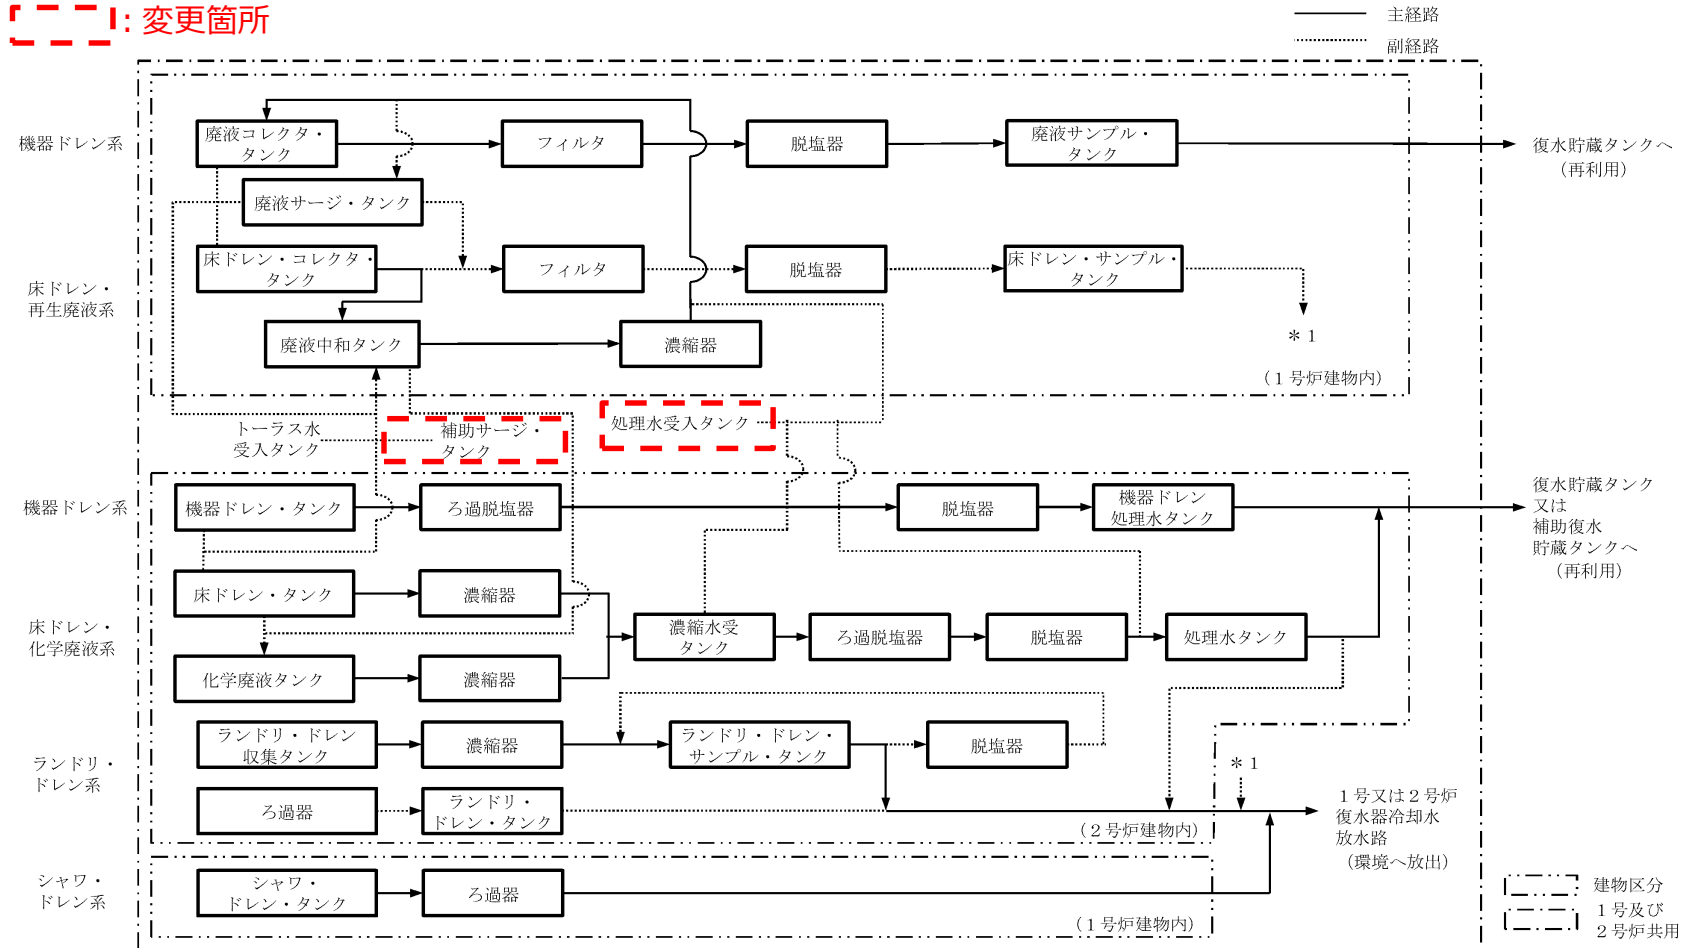 : 変更箇所
主経路
副経路
機器ドレン系
廃液コレクタ・
タンク
フィルタ
脱塩器
廃液サンプル・
タンク
復水貯蔵タンクへ
（再利用）
廃液サージ・タンク
床ドレン・
再生廃液系
床ドレン・コレクタ・
タンク
フィルタ
脱塩器
床ドレン・サンプル・
タンク
＊１
廃液中和タンク
濃縮器
（１号炉建物内）
トーラス水
受入タンク
補助サージ・
タンク
処理水受入タンク
機器ドレン系
機器ドレン・タンク
ろ過脱塩器
脱塩器
機器ドレン
処理水タンク
復水貯蔵タンク
又は
補助復水
貯蔵タンクへ
（再利用）
床ドレン・
化学廃液系
床ドレン・タンク
濃縮器
濃縮水受
タンク
ろ過脱塩器
脱塩器
処理水タンク
化学廃液タンク
濃縮器
ランドリ・
ドレン系
ランドリ・ドレン
収集タンク
濃縮器
ランドリ・ドレン・
サンプル・タンク
脱塩器
＊１
ろ過器
ランドリ・
ドレン・タンク
（２号炉建物内）
１号又は２号炉
復水器冷却水
放水路
（環境へ放出）
シャワ・
ドレン系
シャワ・
ドレン・タンク
ろ過器
（１号炉建物内）
建物区分
１号及び
２号炉共用